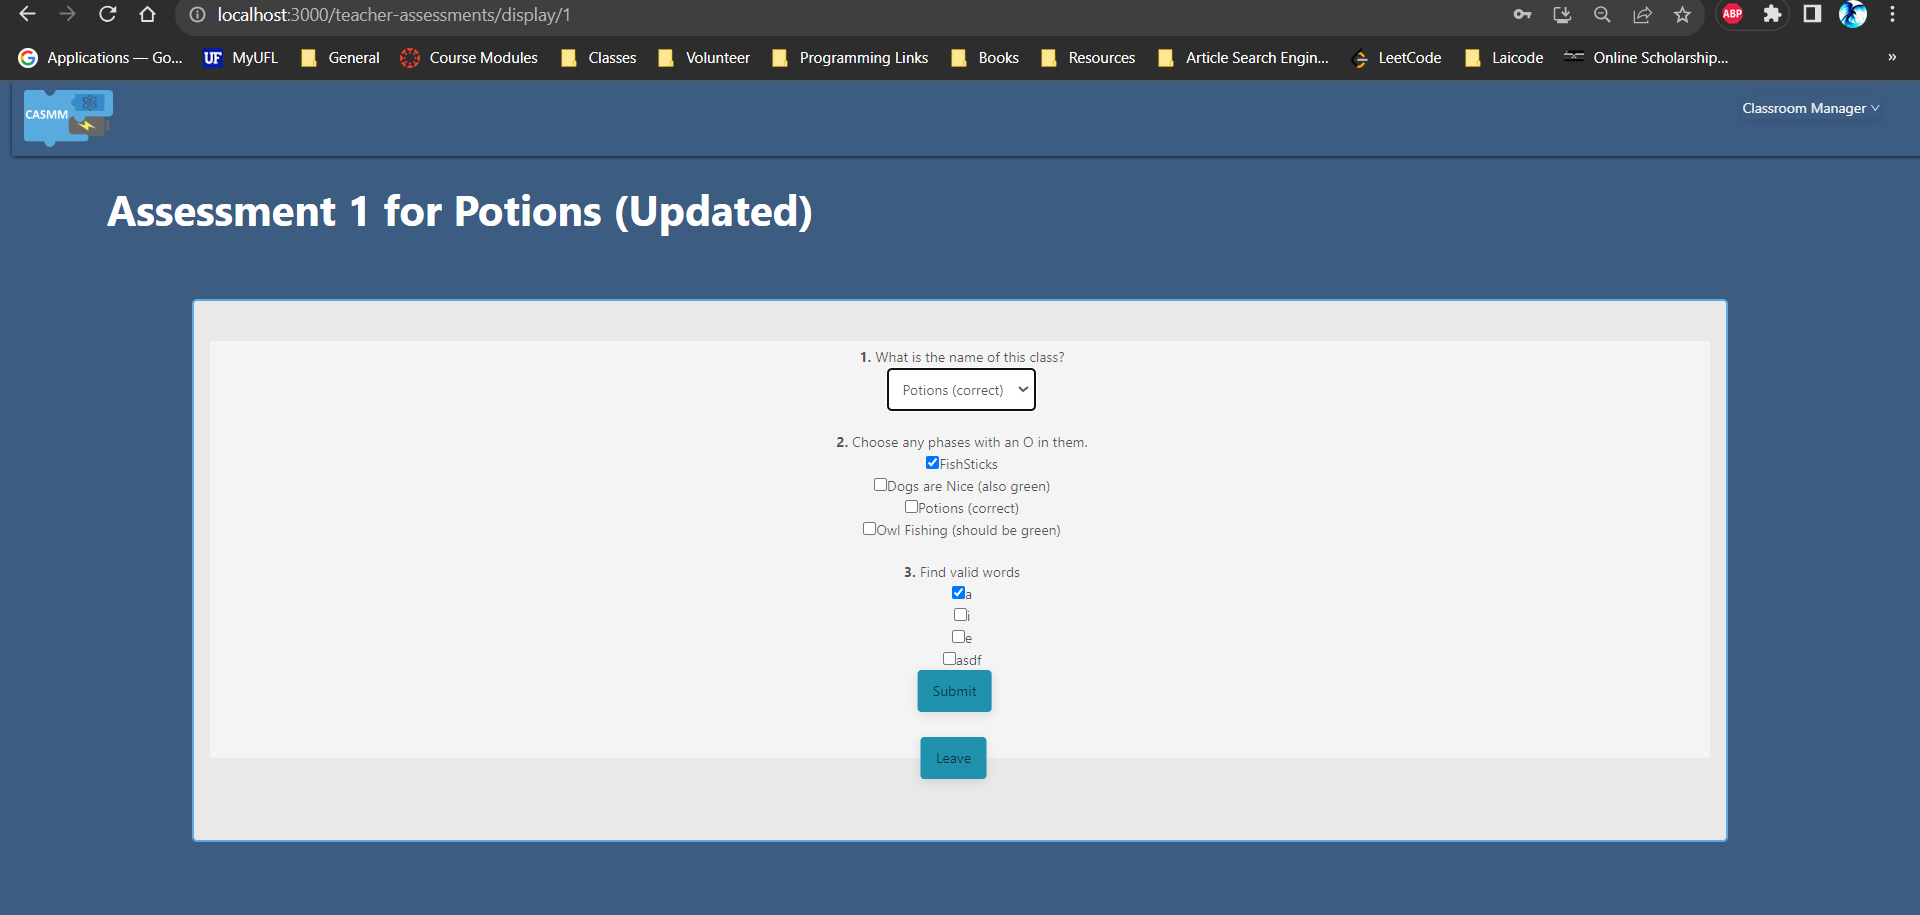 localhost:3000/teacher-assessments/display/1
ABP
Applications — Go...
UF MyUFL
General
Course Modules
Classes
Volunteer
Programming Links
Books
Resources
Article Search Engin...
LeetCode
Laicode
Online Scholarship...
»
CASMM
Classroom Manager
Assessment 1 for Potions (Updated)
1. What is the name of this class?
Potions (correct)
2. Choose any phases with an O in them.
FishSticks
Dogs are Nice (also green)
Potions (correct)
Owl Fishing (should be green)
3. Find valid words
a
i
e
asdf
Submit
Leave